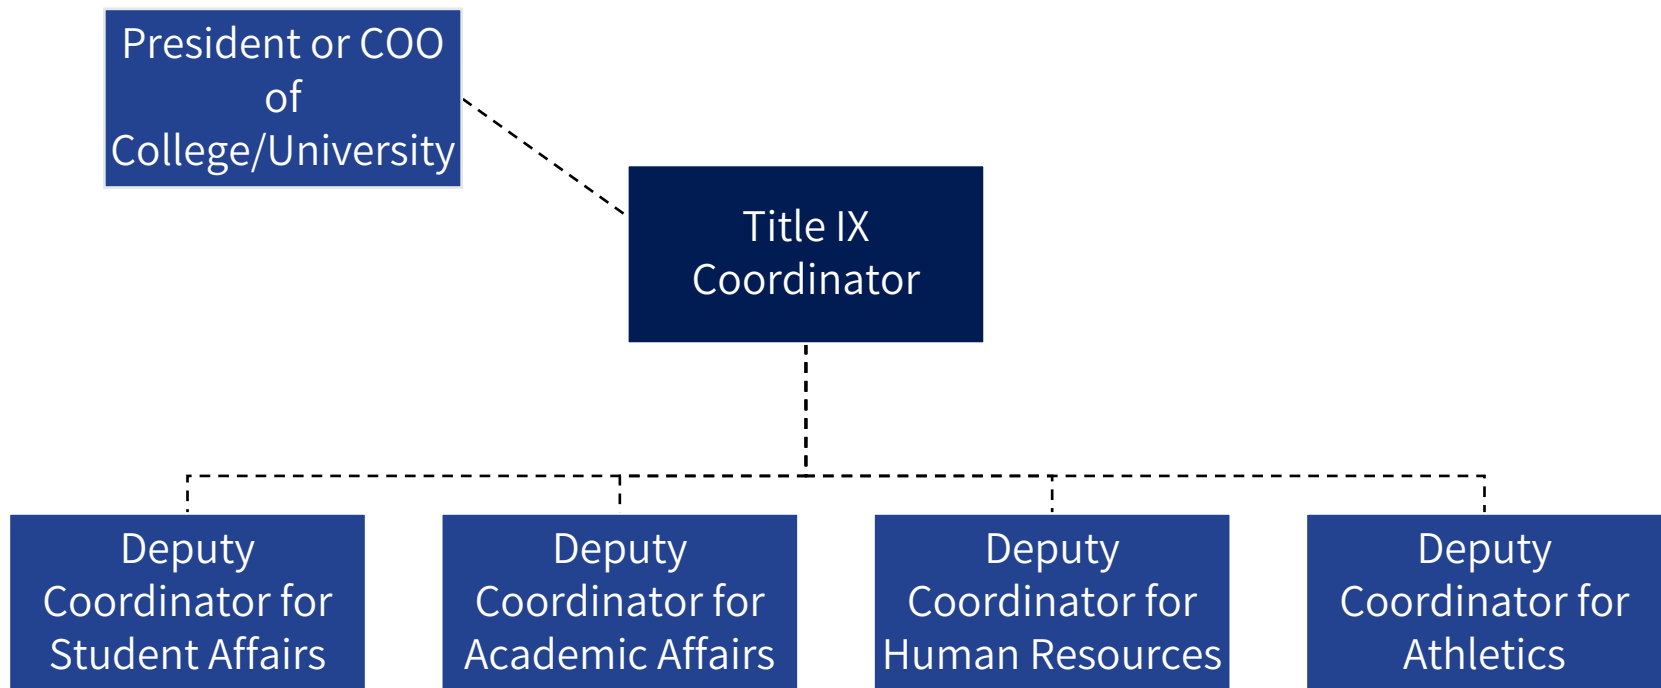 President or COO
of
College/University
Title IX
Coordinator
Deputy
Coordinator for
Student Affairs
Deputy
Coordinator for
Academic Affairs
Deputy
Coordinator for
Human Resources
Deputy
Coordinator for
Athletics